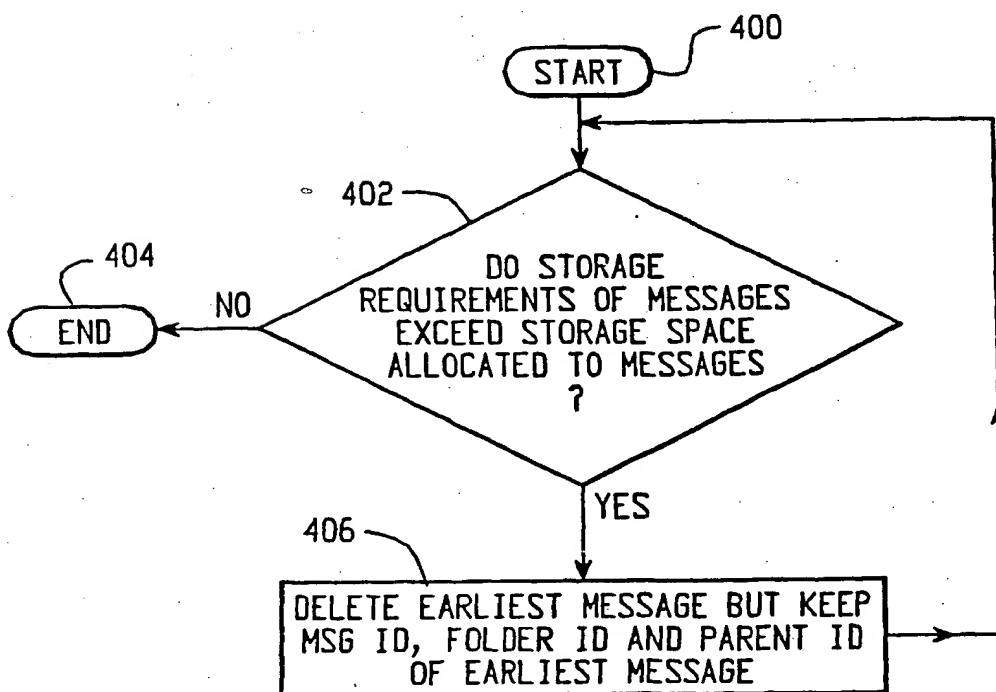 400
START
402
DO STORAGE
REQUIREMENTS OF MESSAGES
EXCEED STORAGE SPACE
ALLOCATED TO MESSAGES
?
404
NO
END
YES
406
DELETE EARLIEST MESSAGE BUT KEEP
MSG ID, FOLDER ID AND PARENT ID
OF EARLIEST MESSAGE